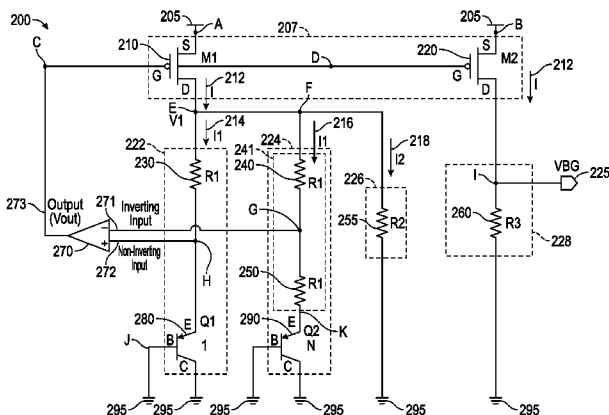 200
205 A
205 B
207
C
210 S M1 G D
D
220 S M2 G D
212 I
212 I
E V1
F
214 I1
216 I1
218 I2
222
224
241
226
230 R1
240 R1
255 R2
I
VBG 225
260 R3
228
273
Output (Vout)
271 Inverting Input
270 − +
272 Non-Inverting Input
G
H
250 R1
K
280 E Q1 1
290 E Q2 N
J B C
B C
295 295 295 295 295 295